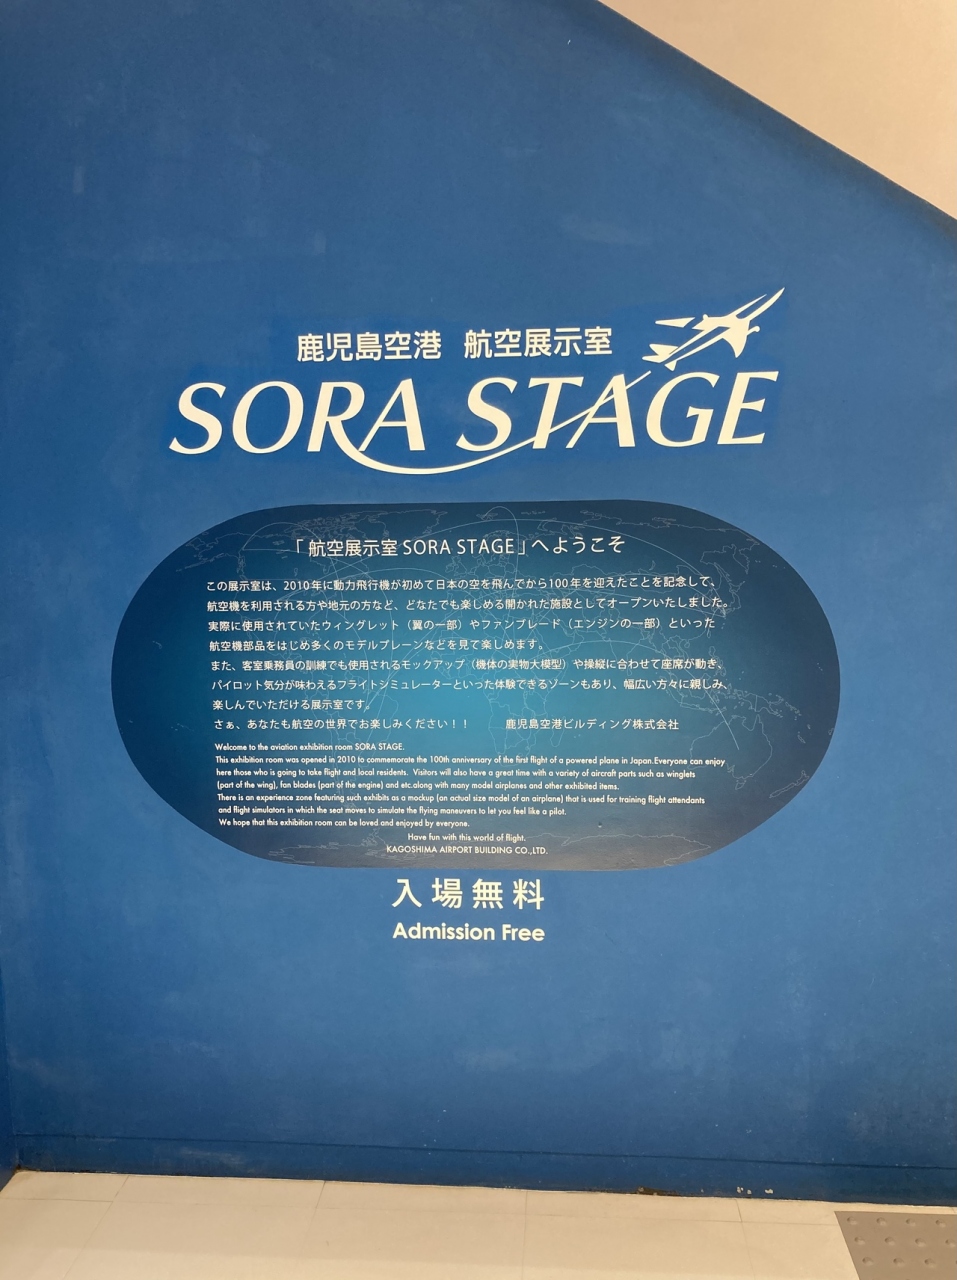 鹿児島空港 航空展示室
SORA STAGE
「航空展示室 SORA STAGE」へようこそ
この展示室は、2010年に動力飛行機が初めて日本の空を飛んでから100年を迎えたことを記念して、
航空機を利用される方や地元の方など、どなたでも楽しめる開かれた施設としてオープンいたしました。
実際に使用されていたウィングレット（翼の一部）やファンブレード（エンジンの一部）といった
航空機部品をはじめ多くのモデルプレーンなどを見て楽しめます。
また、客室乗務員の訓練でも使用されるモックアップ（機体の実物大模型）や操縦に合わせて座席が動き、
パイロット気分が味わえるフライトシミュレーターといった体験できるゾーンもあり、幅広い方々に親しみ、
楽しんでいただける展示室です。
さぁ、あなたも航空の世界でお楽しみください！！ 鹿児島空港ビルディング株式会社
Welcome to the aviation exhibition room SORA STAGE.
This exhibition room was opened in 2010 to commemorate the 100th anniversary of the first flight of a powered plane in Japan.Everyone can enjoy
here those who is going to take flight and local residents. Visitors will also have a great time with a variety of aircraft parts such as winglets
(part of the wing), fan blades (part of the engine) and etc.along with many model airplanes and other exhibited items.
There is an experience zone featuring such exhibits as a mockup (an actual size model of an airplane) that is used for training flight attendants
and flight simulators in which the seat moves to simulate the flying maneuvers to let you feel like a pilot.
We hope that this exhibition room can be loved and enjoyed by everyone.
Have fun with this world of flight.
KAGOSHIMA AIRPORT BUILDING CO.,LTD.
入場無料
Admission Free